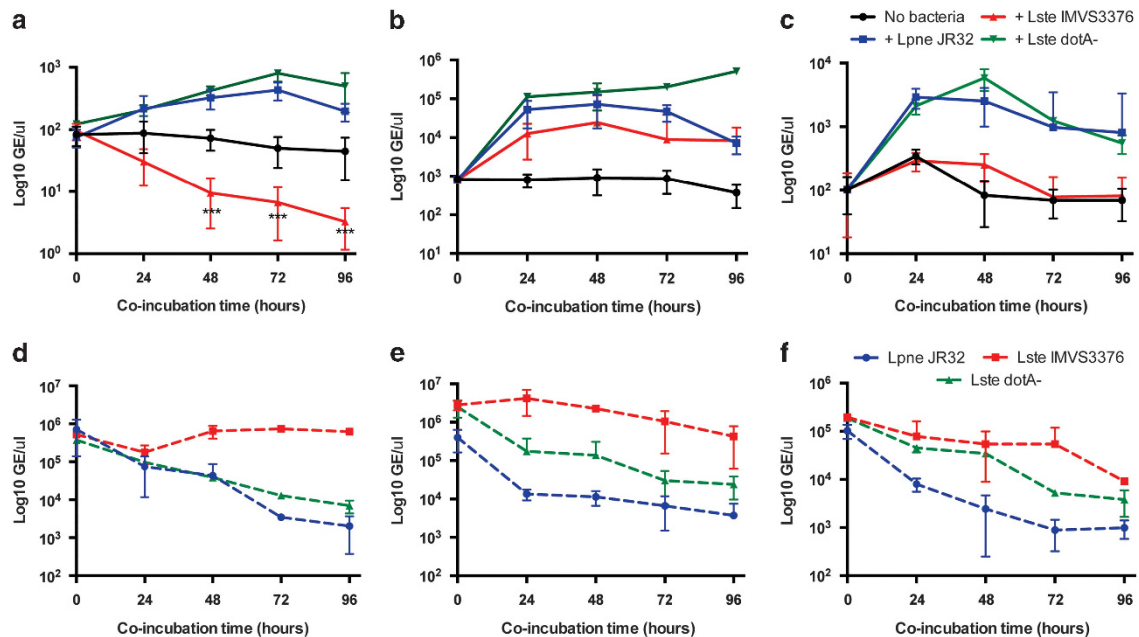 a
Log10 GE/ul
10³
10²
10¹
10⁰
0 24 48 72 96
*** *** ***
Co-incubation time (hours)
b
Log10 GE/ul
10⁶
10⁵
10⁴
10³
10²
10¹
0 24 48 72 96
Co-incubation time (hours)
c
No bacteria + Lste IMVS3376
+ Lpne JR32 + Lste dotA-
Log10 GE/ul
10⁴
10³
10²
10¹
0 24 48 72 96
Co-incubation time (hours)
d
Log10 GE/ul
10⁷
10⁶
10⁵
10⁴
10³
10²
0 24 48 72 96
Co-incubation time (hours)
e
Log10 GE/ul
10⁷
10⁶
10⁵
10⁴
10³
10²
0 24 48 72 96
Co-incubation time (hours)
f
Lpne JR32 Lste IMVS3376
Lste dotA-
Log10 GE/ul
10⁶
10⁵
10⁴
10³
10²
0 24 48 72 96
Co-incubation time (hours)